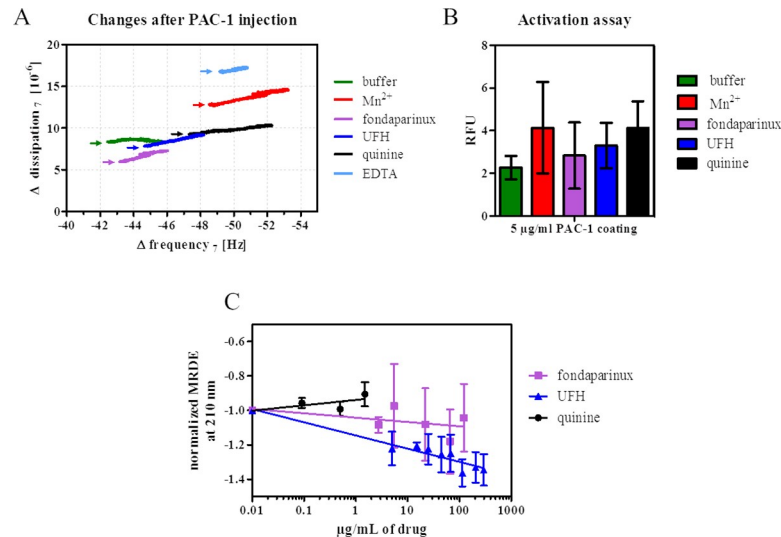 A
Changes after PAC-1 injection
Δ dissipation 7 [10-6]
20
15
10
5
0
-40
-42
-44
-46
-48
-50
-52
-54
Δ frequency 7 [Hz]
buffer
Mn2+
fondaparinux
UFH
quinine
EDTA
B
Activation assay
RFU
8
6
4
2
0
5 µg/ml PAC-1 coating
buffer
Mn2+
fondaparinux
UFH
quinine
C
normalized MRDE
at 210 nm
-0.6
-0.8
-1.0
-1.2
-1.4
0.01
0.1
1
10
100
1000
µg/mL of drug
fondaparinux
UFH
quinine